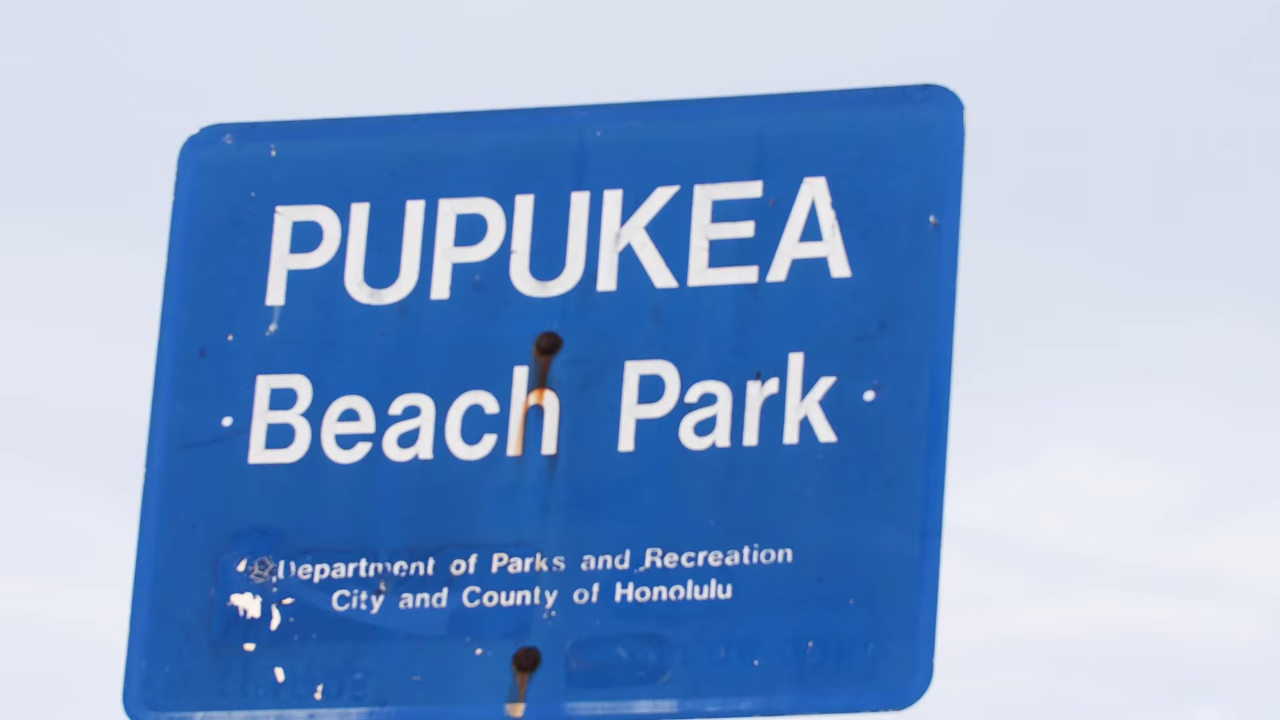 PUPUKEA
Beach Park
Department of Parks and Recreation
City and County of Honolulu